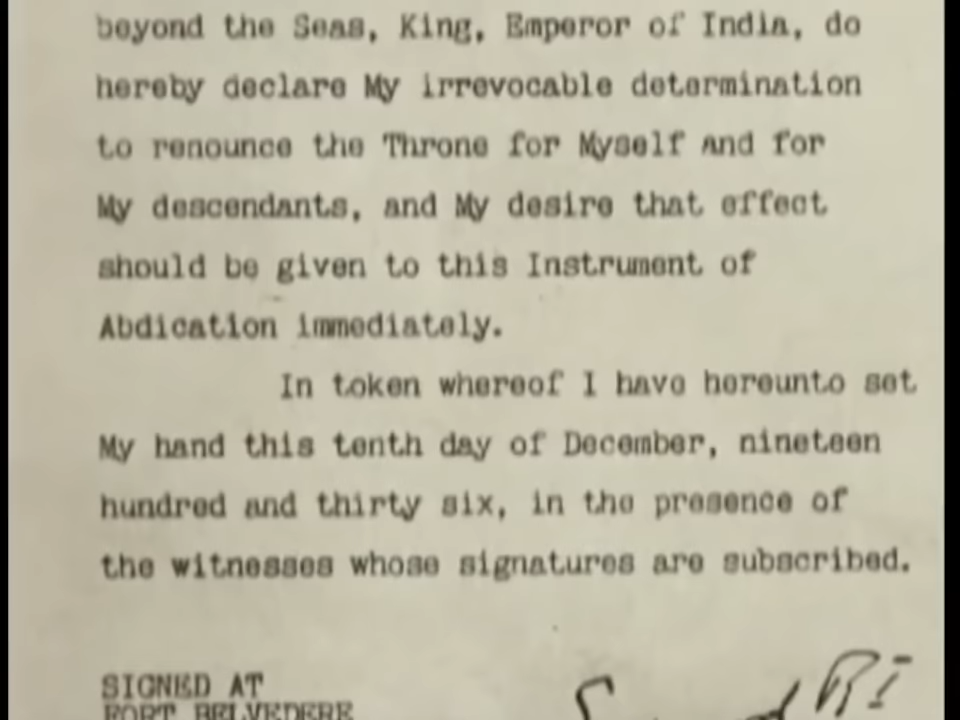 beyond the Seas, King, Emperor of India, do
hereby declare My irrevocable determination
to renounce the Throne for Myself and for
My descendants, and My desire that effect
should be given to this Instrument of
Abdication immediately.
In token whereof I have hereunto set
My hand this tenth day of December, nineteen
hundred and thirty six, in the presence of
the witnesses whose signatures are subscribed.
SIGNED AT
FORT BELVEDERE
RI